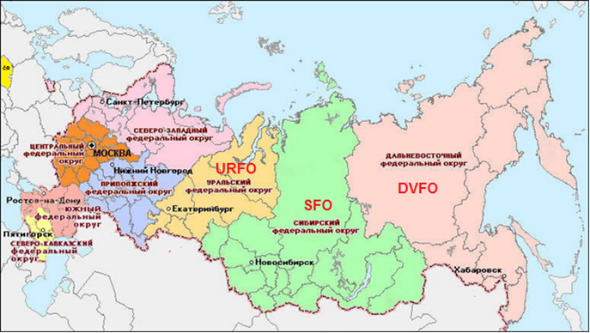 Санкт-Петербург
СЕВЕРО-ЗАПАДНЫЙ
федеральный округ
ЦЕНТРАЛЬНЫЙ
федеральный
округ
МОСКВА
Нижний Новгород
ПРИВОЛЖСКИЙ
федеральный округ
Ростов-на-Дону
ЮЖНЫЙ
федеральный
округ
Пятигорск
СЕВЕРО-КАВКАЗСКИЙ
федеральный
округ
URFO
УРАЛЬСКИЙ
федеральный округ
Екатеринбург
SFO
СИБИРСКИЙ
федеральный округ
Новосибирск
ДАЛЬНЕВОСТОЧНЫЙ
федеральный округ
DVFO
Хабаровск